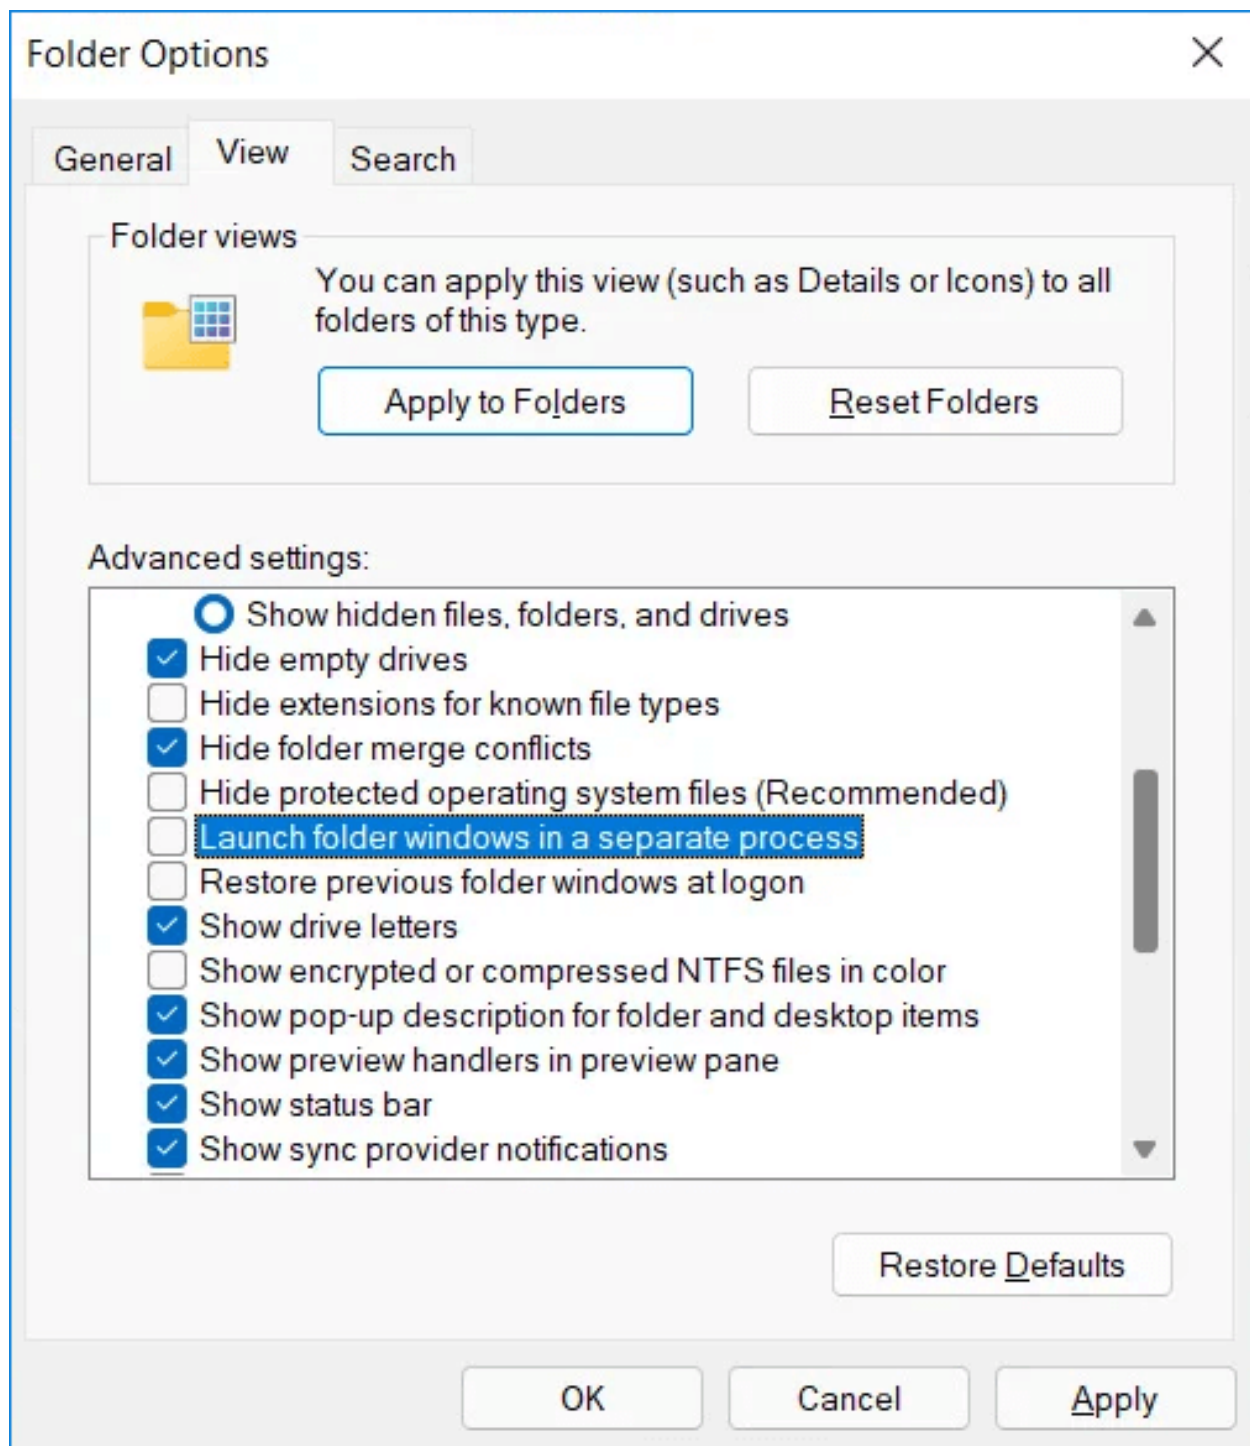 Folder Options
General
View
Search
Folder views
You can apply this view (such as Details or Icons) to all
folders of this type.
Apply to Folders
Reset Folders
Advanced settings:
Show hidden files, folders, and drives
Hide empty drives
Hide extensions for known file types
Hide folder merge conflicts
Hide protected operating system files (Recommended)
Launch folder windows in a separate process
Restore previous folder windows at logon
Show drive letters
Show encrypted or compressed NTFS files in color
Show pop-up description for folder and desktop items
Show preview handlers in preview pane
Show status bar
Show sync provider notifications
Restore Defaults
OK
Cancel
Apply